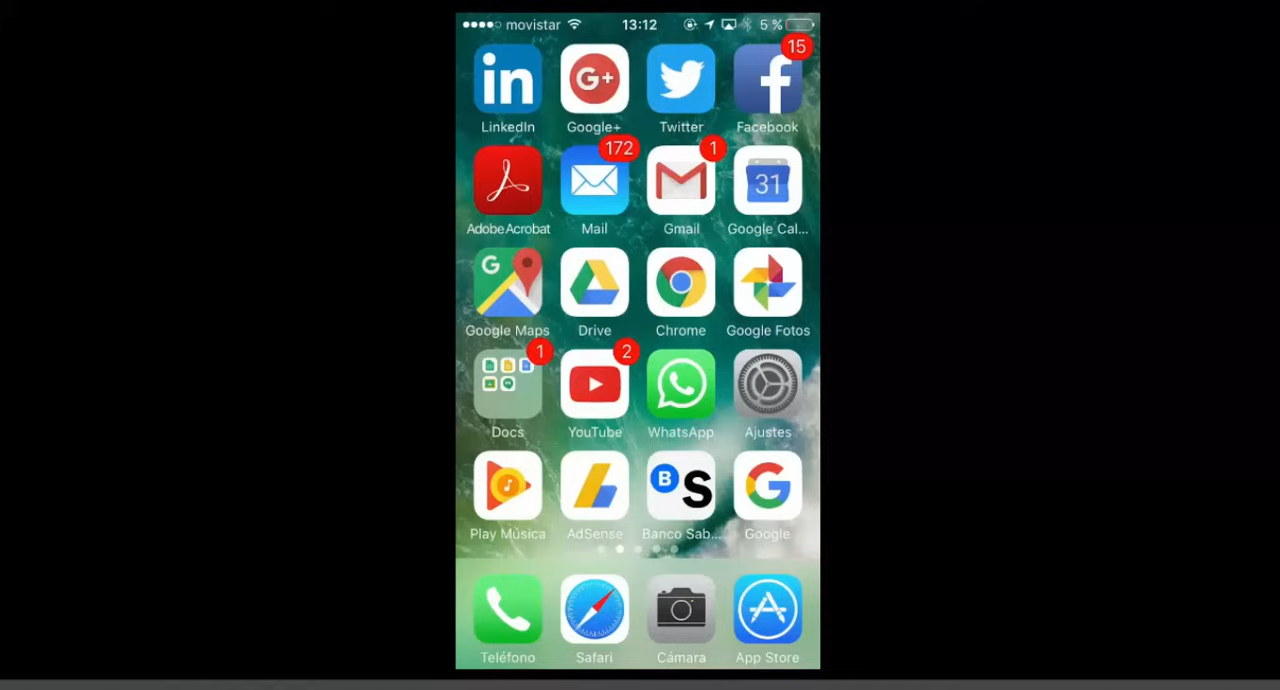 movistar 13:12 5 %
15
in G+ f
LinkedIn Google+ Twitter Facebook
172 1
31
AdobeAcrobat Mail Gmail Google Cal...
G
Google Maps Drive Chrome Google Fotos
1 2
Docs YouTube WhatsApp Ajustes
B S G
Play Música AdSense Banco Sab... Google
Teléfono Safari Cámara App Store